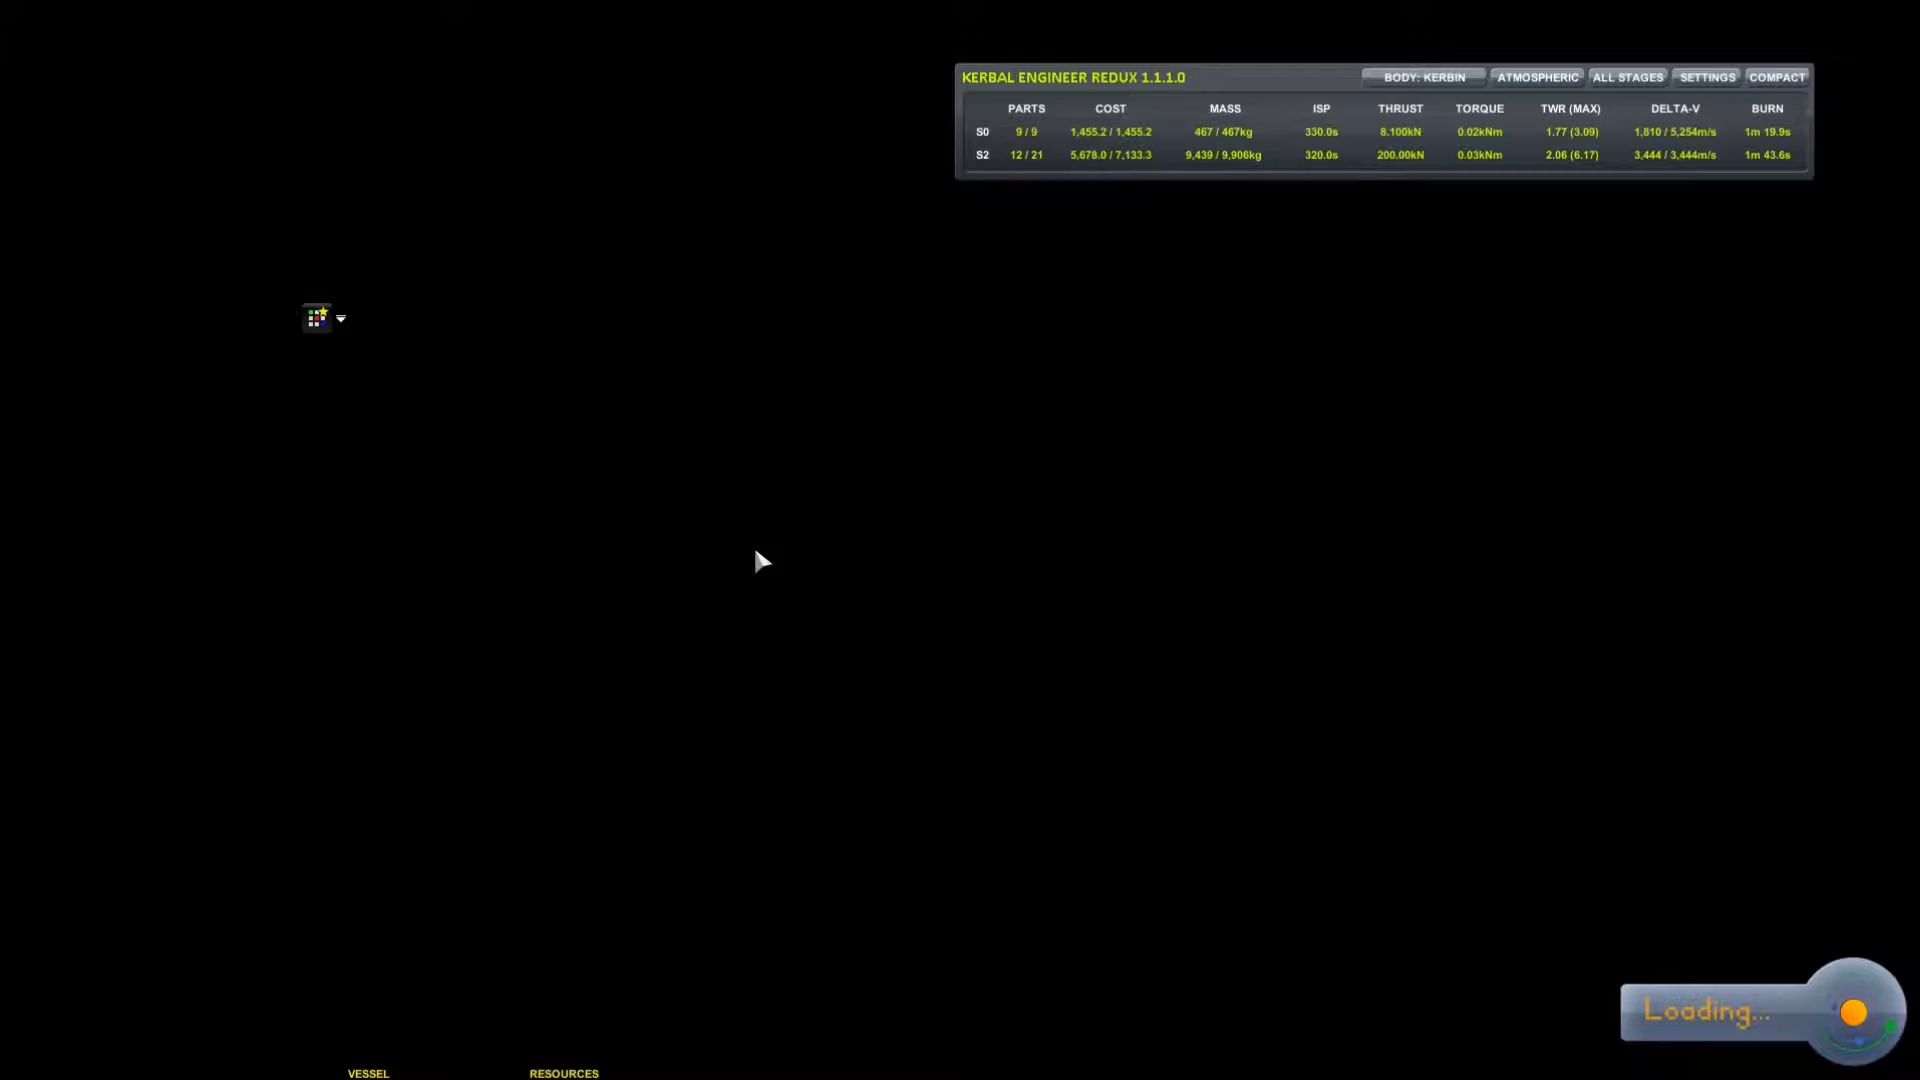 KERBAL ENGINEER REDUX 1.1.1.0 BODY: KERBIN ATMOSPHERIC ALL STAGES SETTINGS COMPACT
PARTS COST MASS ISP THRUST TORQUE TWR (MAX) DELTA-V BURN
S0 9 / 9 1,455.2 / 1,455.2 467 / 467kg 330.0s 8.100kN 0.02kNm 1.77 (3.09) 1,810 / 5,254m/s 1m 19.9s
S2 12 / 21 5,678.0 / 7,133.3 9,439 / 9,906kg 320.0s 200.00kN 0.03kNm 2.06 (6.17) 3,444 / 3,444m/s 1m 43.6s
Loading...
VESSEL RESOURCES